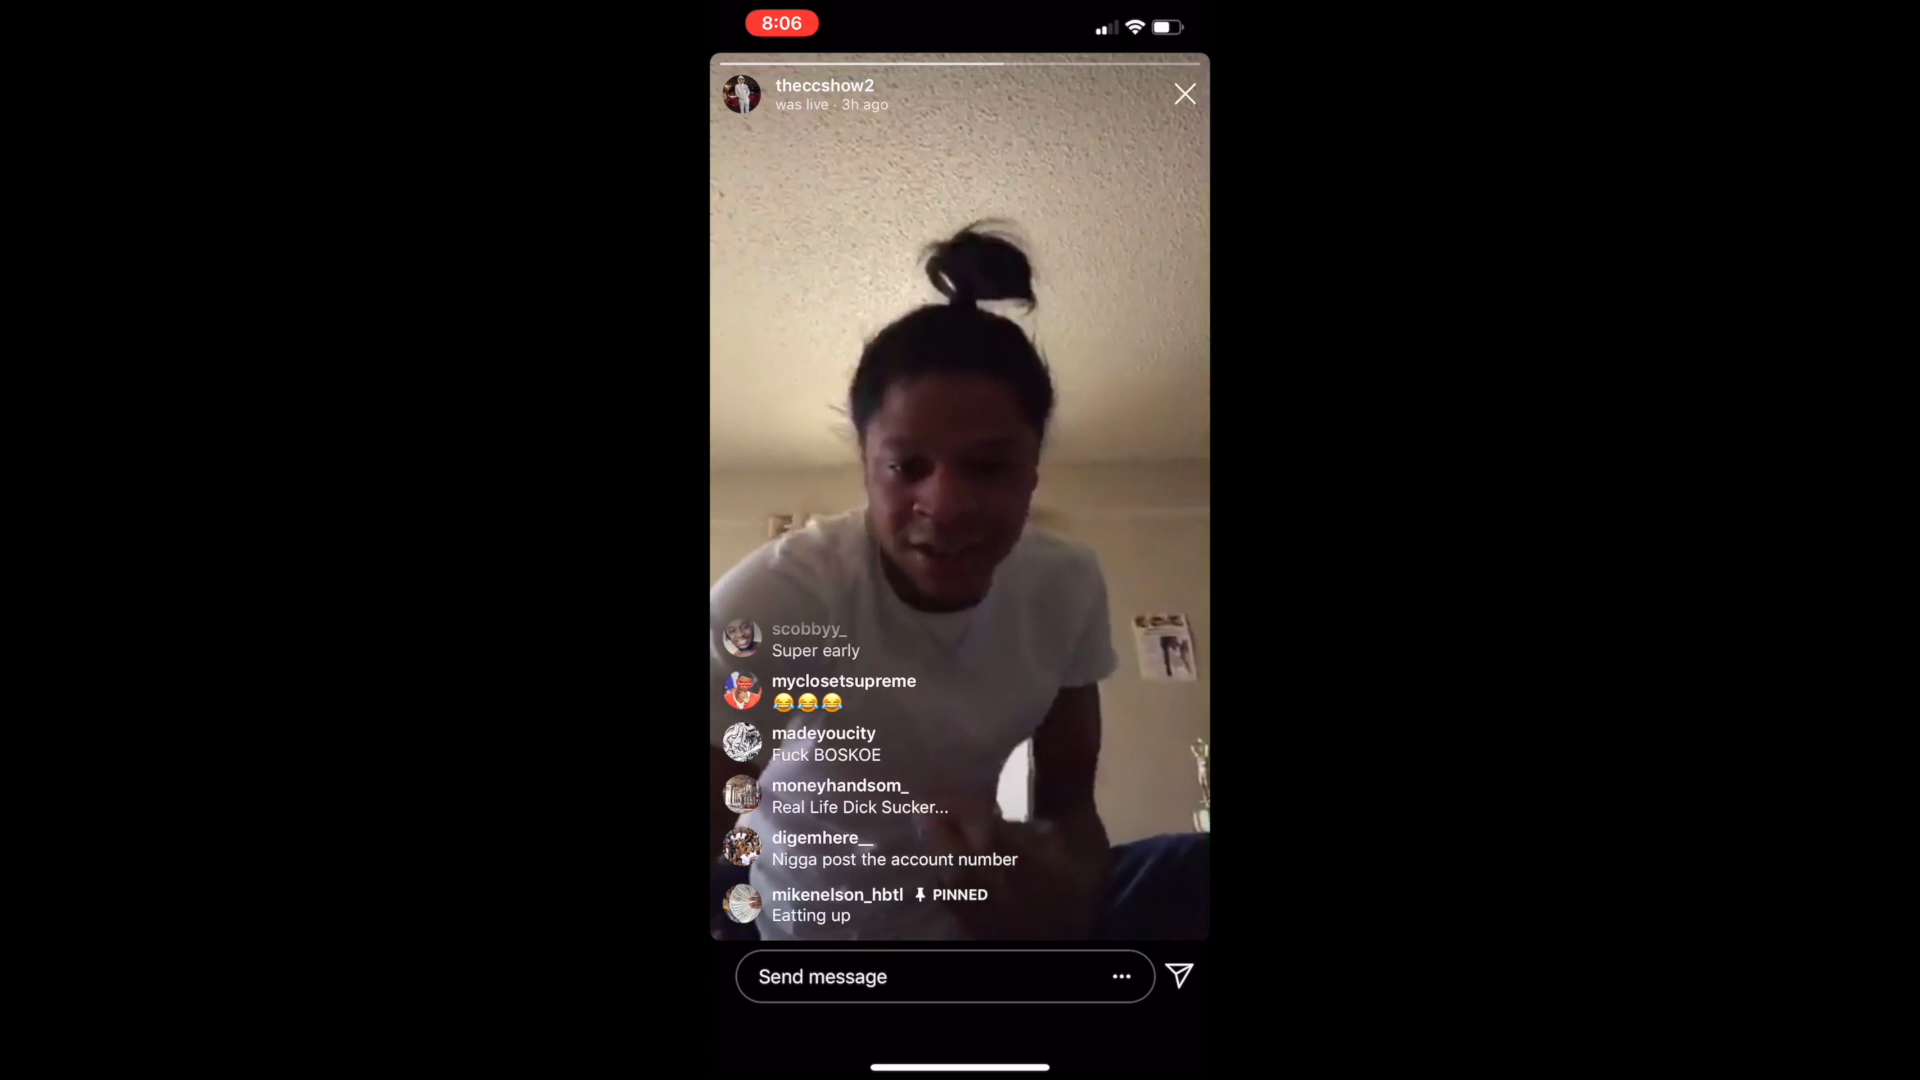 8:06
theccshow2
was live · 3h ago
scobbyy_
Super early
myclosetsupreme
😂😂😂
madeyoucity
Fuck BOSKOE
moneyhandsom_
Real Life Dick Sucker...
digemhere__
Nigga post the account number
mikenelson_hbtl PINNED
Eatting up
Send message